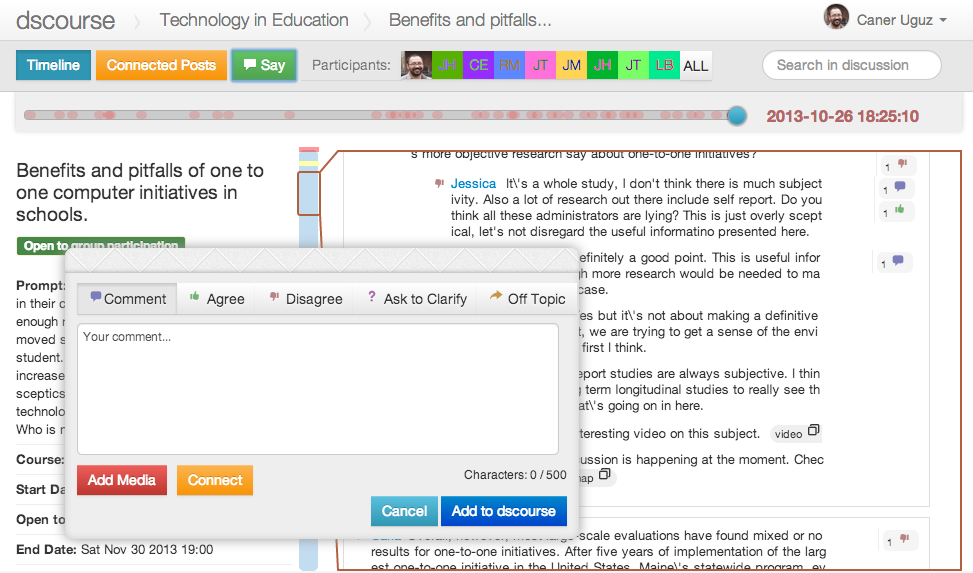 dscourse Technology in Education Benefits and pitfalls... Caner Uguz
Timeline Connected Posts Say Participants: JH CE RM JT JM JH JT LB ALL Search in discussion
2013-10-26 18:25:10
Benefits and pitfalls of one to
one computer initiatives in
schools.
Open to group participation
Prompt:
in their
enough
moved
student.
increase
sceptics
technolo
Who is
Course:
Start Da
Open to
End Date: Sat Nov 30 2013 19:00
s more objective research say about one-to-one initiatives?
1
Jessica It\'s a whole study, I don't think there is much subject
ivity. Also a lot of research out there include self report. Do you
think all these administrators are lying? This is just overly scept
ical, let's not disregard the useful informatino presented here.
1
1
efinitely a good point. This is useful infor
gh more research would be needed to ma
case.
1
es but it\'s not about making a definitive
t, we are trying to get a sense of the envi
first I think.
eport studies are always subjective. I thin
g term longitudinal studies to really see th
at\'s going on in here.
teresting video on this subject. video
cussion is happening at the moment. Chec
map
Comment Agree Disagree Ask to Clarify Off Topic
Your comment...
Add Media Connect Characters: 0 / 500
Cancel Add to dscourse
Overall, however, most large-scale evaluations have found mixed or no
results for one-to-one initiatives. After five years of implementation of the larg
est one-to-one initiative in the United States, Maine\'s statewide program, ev
1